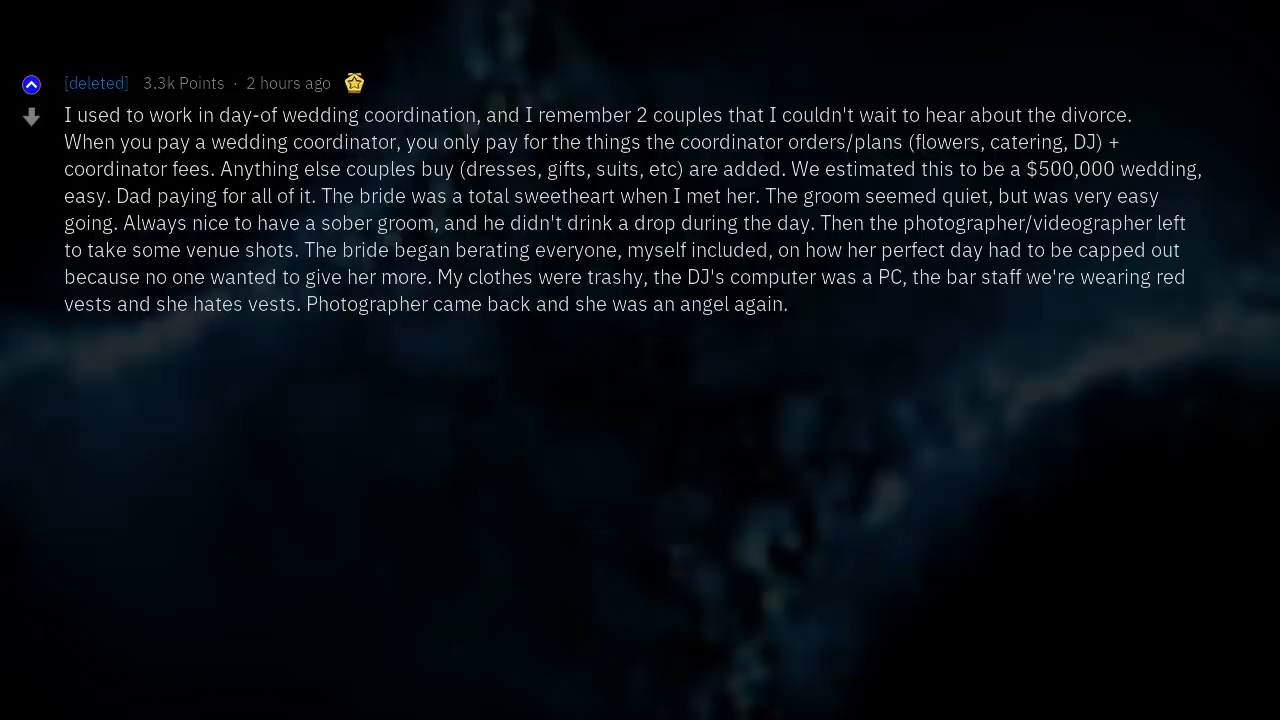 [deleted] 3.3k Points · 2 hours ago
I used to work in day-of wedding coordination, and I remember 2 couples that I couldn't wait to hear about the divorce.
When you pay a wedding coordinator, you only pay for the things the coordinator orders/plans (flowers, catering, DJ) +
coordinator fees. Anything else couples buy (dresses, gifts, suits, etc) are added. We estimated this to be a $500,000 wedding,
easy. Dad paying for all of it. The bride was a total sweetheart when I met her. The groom seemed quiet, but was very easy
going. Always nice to have a sober groom, and he didn't drink a drop during the day. Then the photographer/videographer left
to take some venue shots. The bride began berating everyone, myself included, on how her perfect day had to be capped out
because no one wanted to give her more. My clothes were trashy, the DJ's computer was a PC, the bar staff we're wearing red
vests and she hates vests. Photographer came back and she was an angel again.